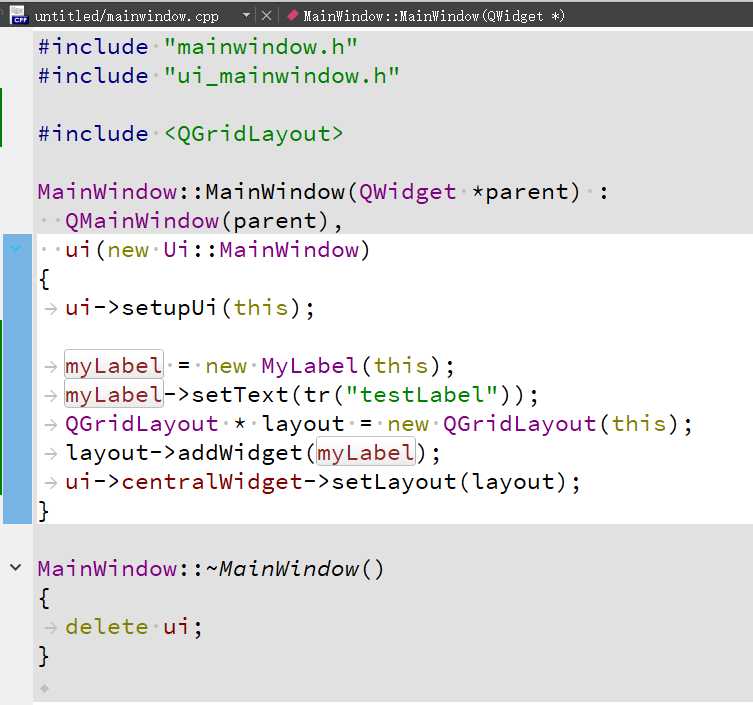 untitled/mainwindow.cpp MainWindow::MainWindow(QWidget *)
#include "mainwindow.h"
#include "ui_mainwindow.h"
#include <QGridLayout>
MainWindow::MainWindow(QWidget *parent) :
QMainWindow(parent),
ui(new Ui::MainWindow)
{
ui->setupUi(this);
myLabel = new MyLabel(this);
myLabel->setText(tr("testLabel"));
QGridLayout * layout = new QGridLayout(this);
layout->addWidget(myLabel);
ui->centralWidget->setLayout(layout);
}
MainWindow::~MainWindow()
{
delete ui;
}